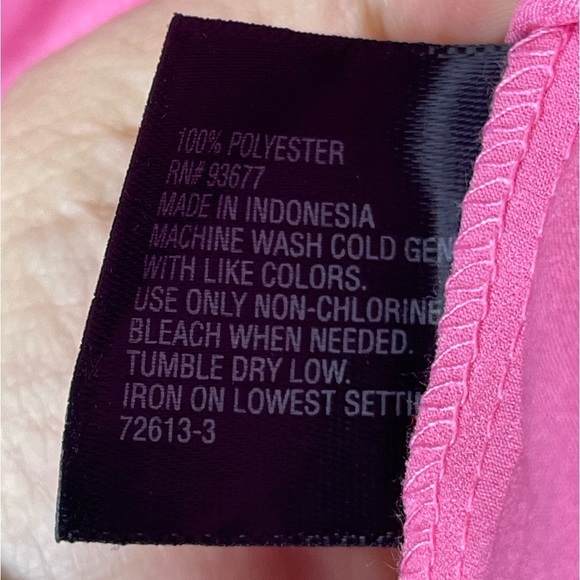 100% POLYESTER
RN# 93677
MADE IN INDONESIA
MACHINE WASH COLD GEN
WITH LIKE COLORS.
USE ONLY NON-CHLORINE
BLEACH WHEN NEEDED.
TUMBLE DRY LOW.
IRON ON LOWEST
72613-3